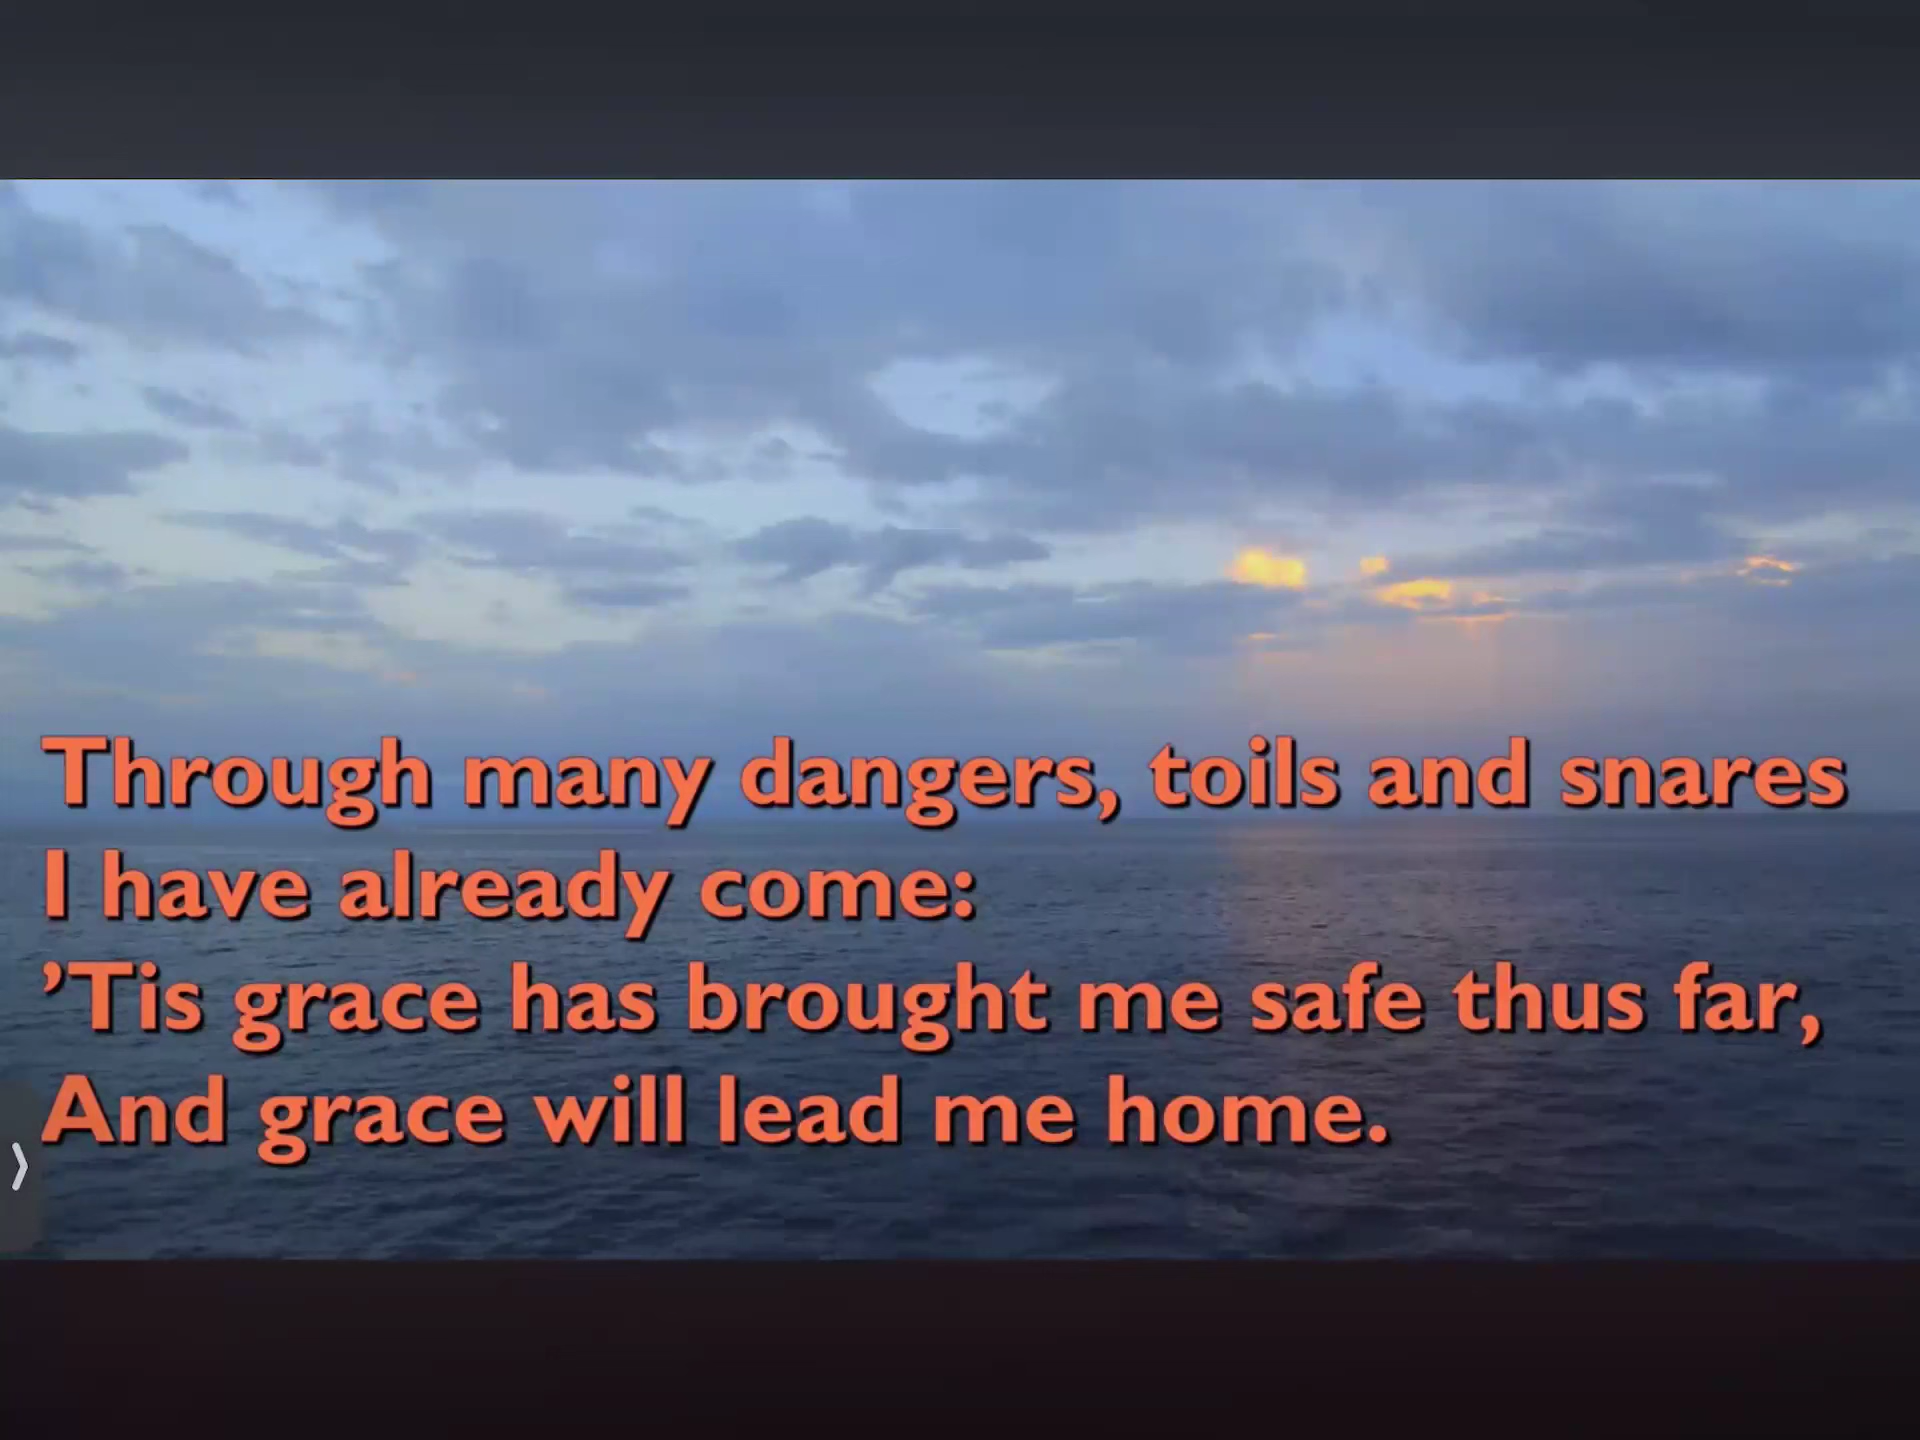 Through many dangers, toils and snares
I have already come:
’Tis grace has brought me safe thus far,
And grace will lead me home.